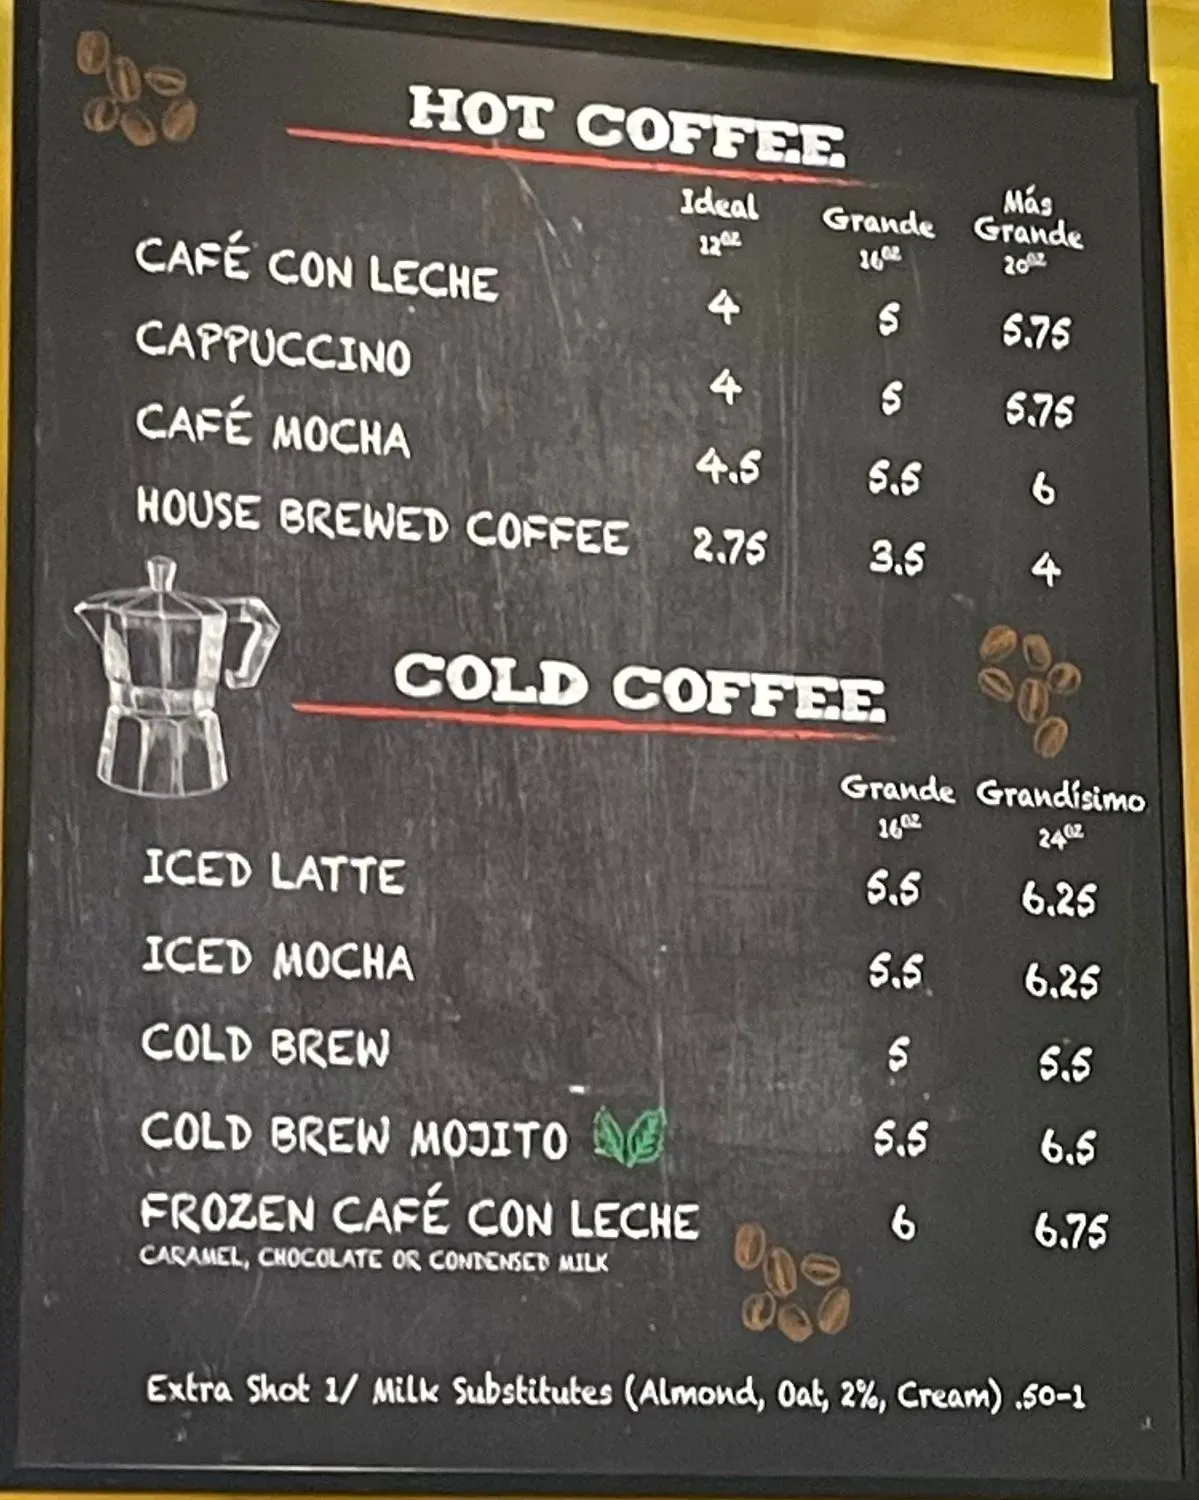 HOT COFFEE
Ideal Grande Más Grande
12oz 16oz 20oz
CAFÉ CON LECHE 4 5 5.75
CAPPUCCINO 4 5 5.75
CAFÉ MOCHA 4.5 5.5 6
HOUSE BREWED COFFEE 2.75 3.5 4
COLD COFFEE
Grande Grandísimo
16oz 24oz
ICED LATTE 5.5 6.25
ICED MOCHA 5.5 6.25
COLD BREW 5 5.5
COLD BREW MOJITO 5.5 6.5
FROZEN CAFÉ CON LECHE 6 6.75
CARAMEL, CHOCOLATE OR CONDENSED MILK
Extra Shot 1/ Milk Substitutes (Almond, Oat, 2%, Cream) .50-1